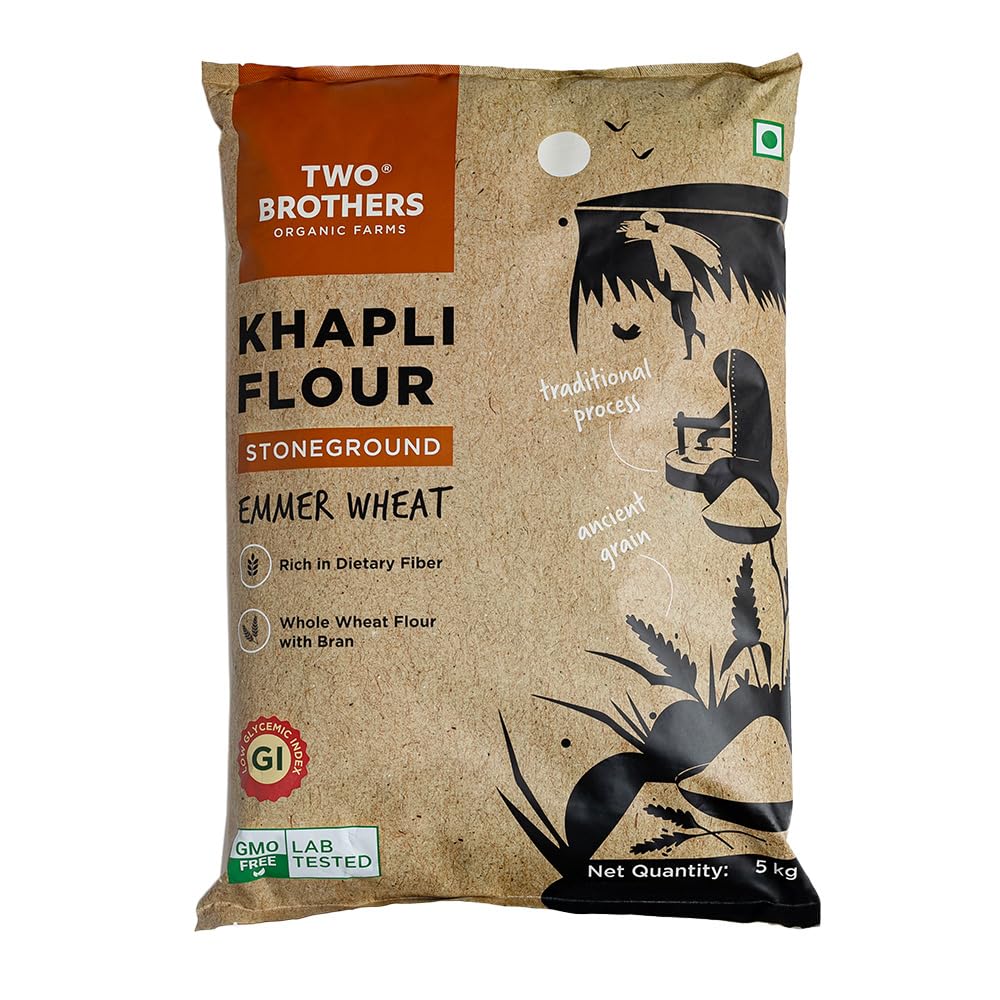 TWO®
BROTHERS
ORGANIC FARMS
KHAPLI
FLOUR
STONEGROUND
EMMER WHEAT
Rich in Dietary Fiber
Whole Wheat Flour
with Bran
traditional
process
ancient
grain
LOW GLYCEMIC INDEX
GI
GMO
FREE
LAB
TESTED
Net Quantity: 5 kg